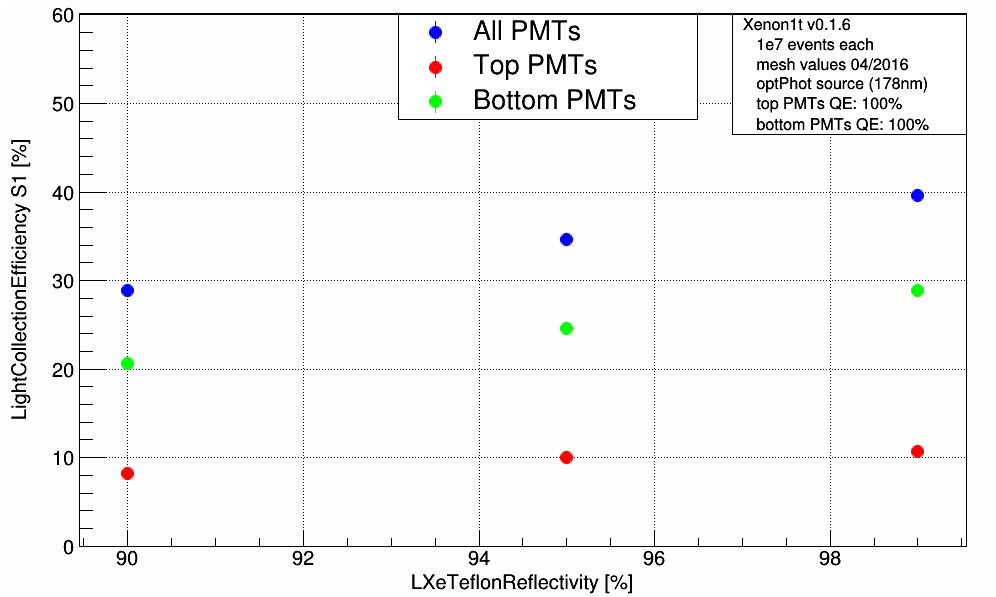 60
50
40
30
20
10
0
LightCollectionEfficiency S1 [%]
All PMTs
Top PMTs
Bottom PMTs
Xenon1t v0.1.6
1e7 events each
mesh values 04/2016
optPhot source (178nm)
top PMTs QE: 100%
bottom PMTs QE: 100%
90 92 94 96 98
LXeTeflonReflectivity [%]